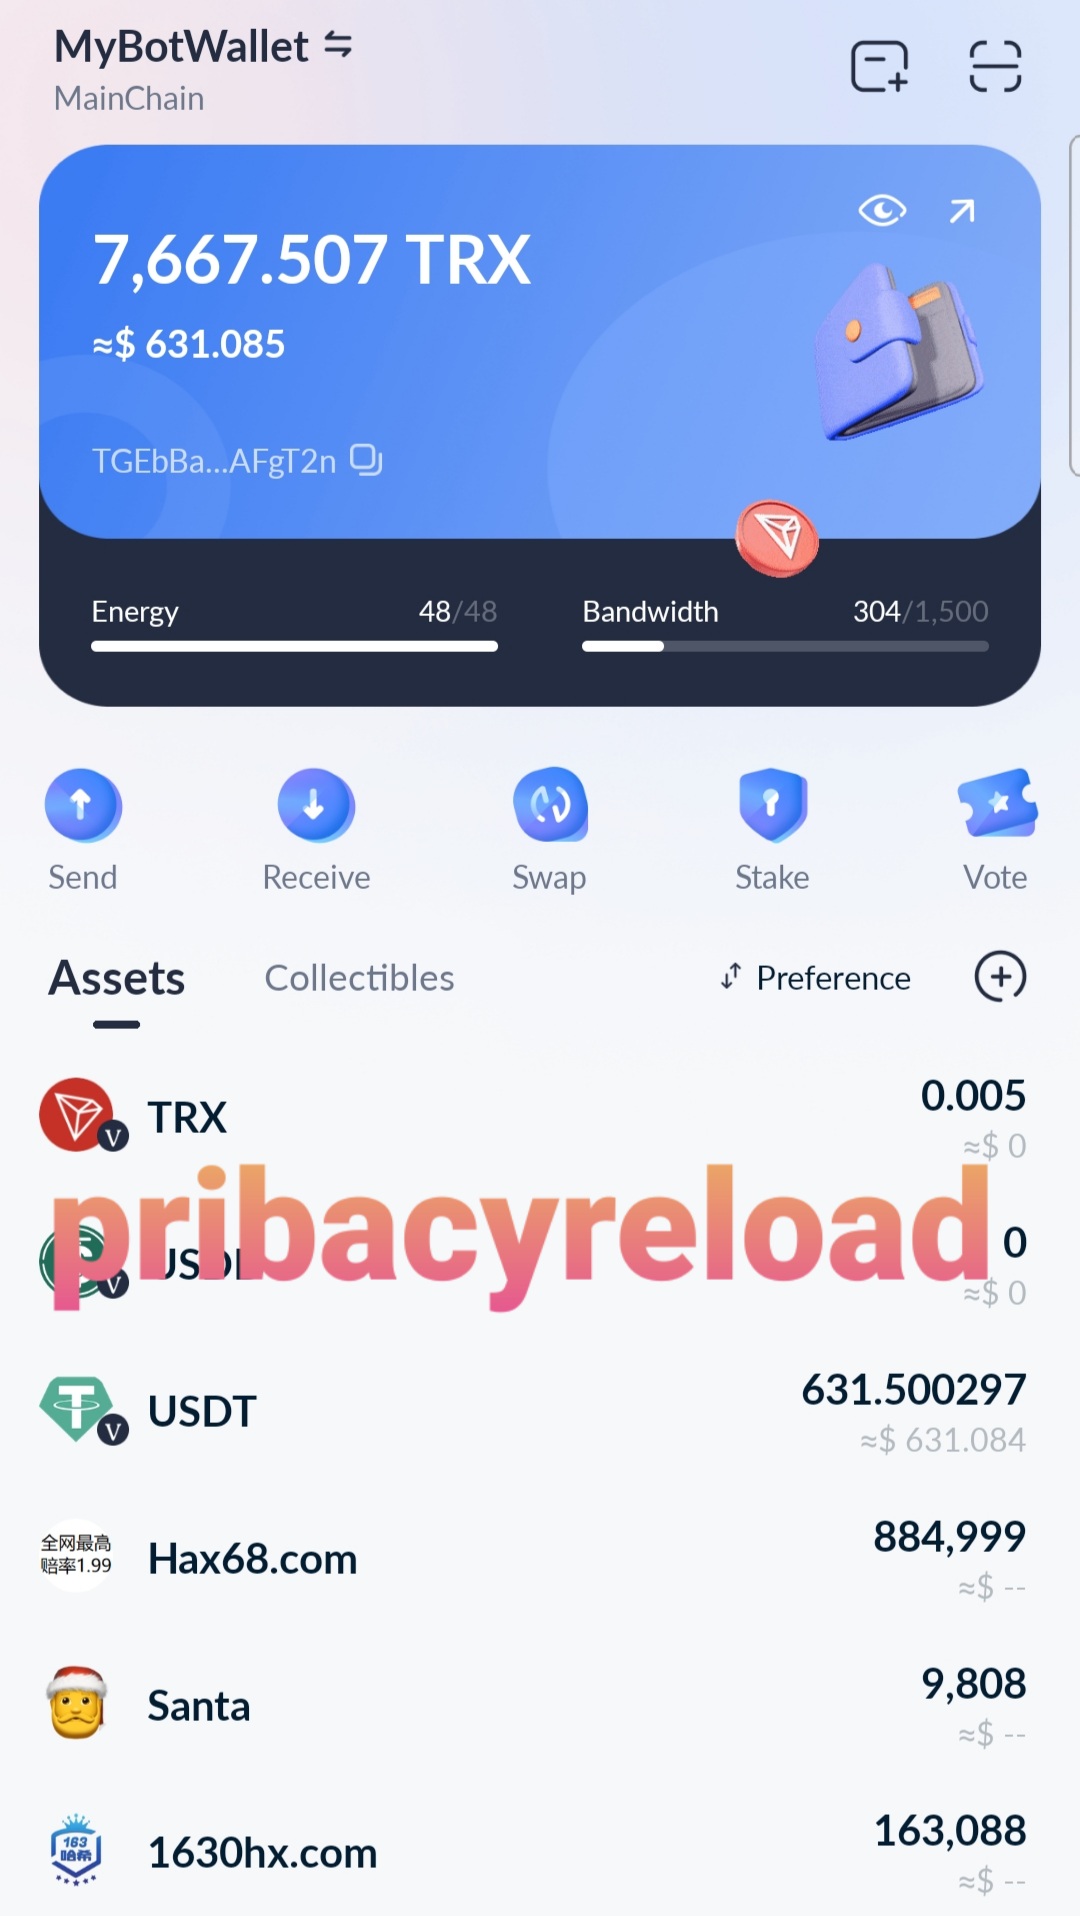 MyBotWallet
MainChain
7,667.507 TRX
≈$ 631.085
TGEbBa...AFgT2n
Energy 48/48 Bandwidth 304/1,500
Send Receive Swap Stake Vote
Assets Collectibles Preference
V TRX 0.005
≈$ 0
pribacyreload
V 0
≈$ 0
T V USDT 631.500297
≈$ 631.084
全网最高
赔率1.99
Hax68.com 884,999
≈$ --
Santa 9,808
≈$ --
163
哈希
1630hx.com 163,088
≈$ --